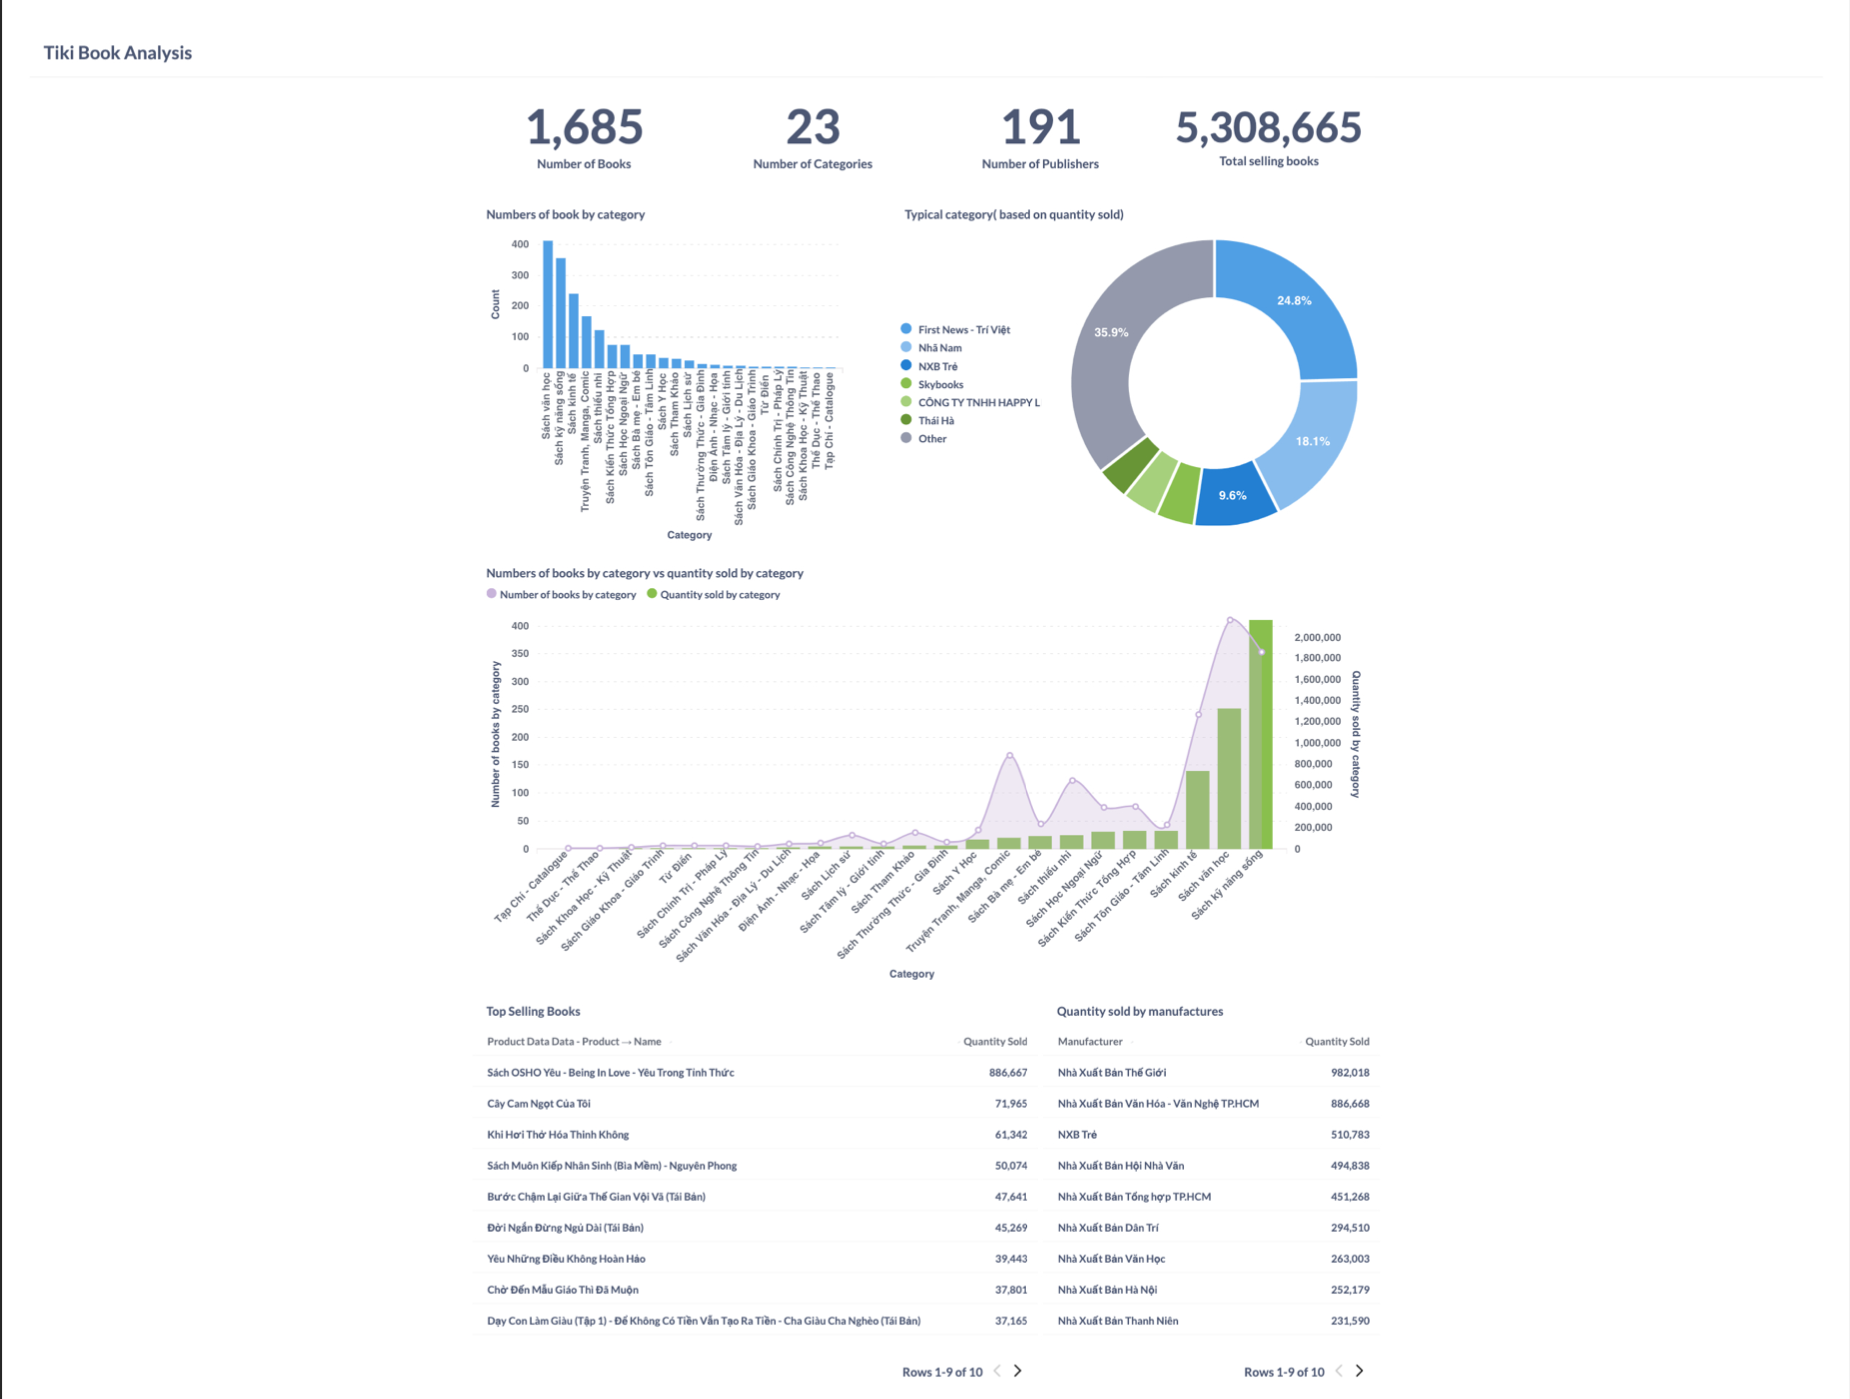 Tiki Book Analysis
1,685
Number of Books
23
Number of Categories
191
Number of Publishers
5,308,665
Total selling books
Numbers of book by category
400
300
200
100
0
Count
Sách văn học
Sách kỹ năng sống
Sách kinh tế
Truyện Tranh, Manga, Comic
Sách thiếu nhi
Sách Kiến Thức Tổng Hợp
Sách Học Ngoại Ngữ
Sách Bà mẹ - Em bé
Sách Tôn Giáo - Tâm Linh
Sách Y Học
Sách Tham Khảo
Sách Lịch sử
Sách Thường Thức - Gia Đình
Điện Ảnh - Nhạc - Họa
Sách Tâm lý - Giới tính
Sách Văn Hóa - Địa Lý - Du Lịch
Sách Giáo Khoa - Giáo Trình
Từ Điển
Sách Chính Trị - Pháp Lý
Sách Công Nghệ Thông Tin
Sách Khoa Học - Kỹ Thuật
Thể Dục - Thể Thao
Tạp Chí - Catalogue
Category
Typical category( based on quantity sold)
First News - Trí Việt
Nhã Nam
NXB Trẻ
Skybooks
CÔNG TY TNHH HAPPY L
Thái Hà
Other
24.8%
18.1%
9.6%
35.9%
Numbers of books by category vs quantity sold by category
Number of books by category
Quantity sold by category
400
350
300
250
200
150
100
50
0
Number of books by category
2,000,000
1,800,000
1,600,000
1,400,000
1,200,000
1,000,000
800,000
600,000
400,000
200,000
0
Quantity sold by category
Tạp Chí - Catalogue
Thể Dục - Thể Thao
Sách Khoa Học - Kỹ Thuật
Sách Giáo Khoa - Giáo Trình
Từ Điển
Sách Chính Trị - Pháp Lý
Sách Công Nghệ Thông Tin
Sách Văn Hóa - Địa Lý - Du Lịch
Điện Ảnh - Nhạc - Họa
Sách Lịch sử
Sách Tâm lý - Giới tính
Sách Tham Khảo
Sách Thường Thức - Gia Đình
Sách Y Học
Truyện Tranh, Manga, Comic
Sách Bà mẹ - Em bé
Sách thiếu nhi
Sách Học Ngoại Ngữ
Sách Kiến Thức Tổng Hợp
Sách Tôn Giáo - Tâm Linh
Sách kinh tế
Sách văn học
Sách kỹ năng sống
Category
Top Selling Books
Product Data Data - Product → Name Quantity Sold
Sách OSHO Yêu - Being In Love - Yêu Trong Tỉnh Thức 886,667
Cây Cam Ngọt Của Tôi 71,965
Khi Hơi Thở Hóa Thinh Không 61,342
Sách Muôn Kiếp Nhân Sinh (Bìa Mềm) - Nguyên Phong 50,074
Bước Chậm Lại Giữa Thế Gian Vội Vã (Tái Bản) 47,641
Đời Ngắn Đừng Ngủ Dài (Tái Bản) 45,269
Yêu Những Điều Không Hoàn Hảo 39,443
Chờ Đến Mẫu Giáo Thì Đã Muộn 37,801
Dạy Con Làm Giàu (Tập 1) - Để Không Có Tiền Vẫn Tạo Ra Tiền - Cha Giàu Cha Nghèo (Tái Bản) 37,165
Rows 1-9 of 10
Quantity sold by manufactures
Manufacturer Quantity Sold
Nhà Xuất Bản Thế Giới 982,018
Nhà Xuất Bản Văn Hóa - Văn Nghệ TP.HCM 886,668
NXB Trẻ 510,783
Nhà Xuất Bản Hội Nhà Văn 494,838
Nhà Xuất Bản Tổng hợp TP.HCM 451,268
Nhà Xuất Bản Dân Trí 294,510
Nhà Xuất Bản Văn Học 263,003
Nhà Xuất Bản Hà Nội 252,179
Nhà Xuất Bản Thanh Niên 231,590
Rows 1-9 of 10